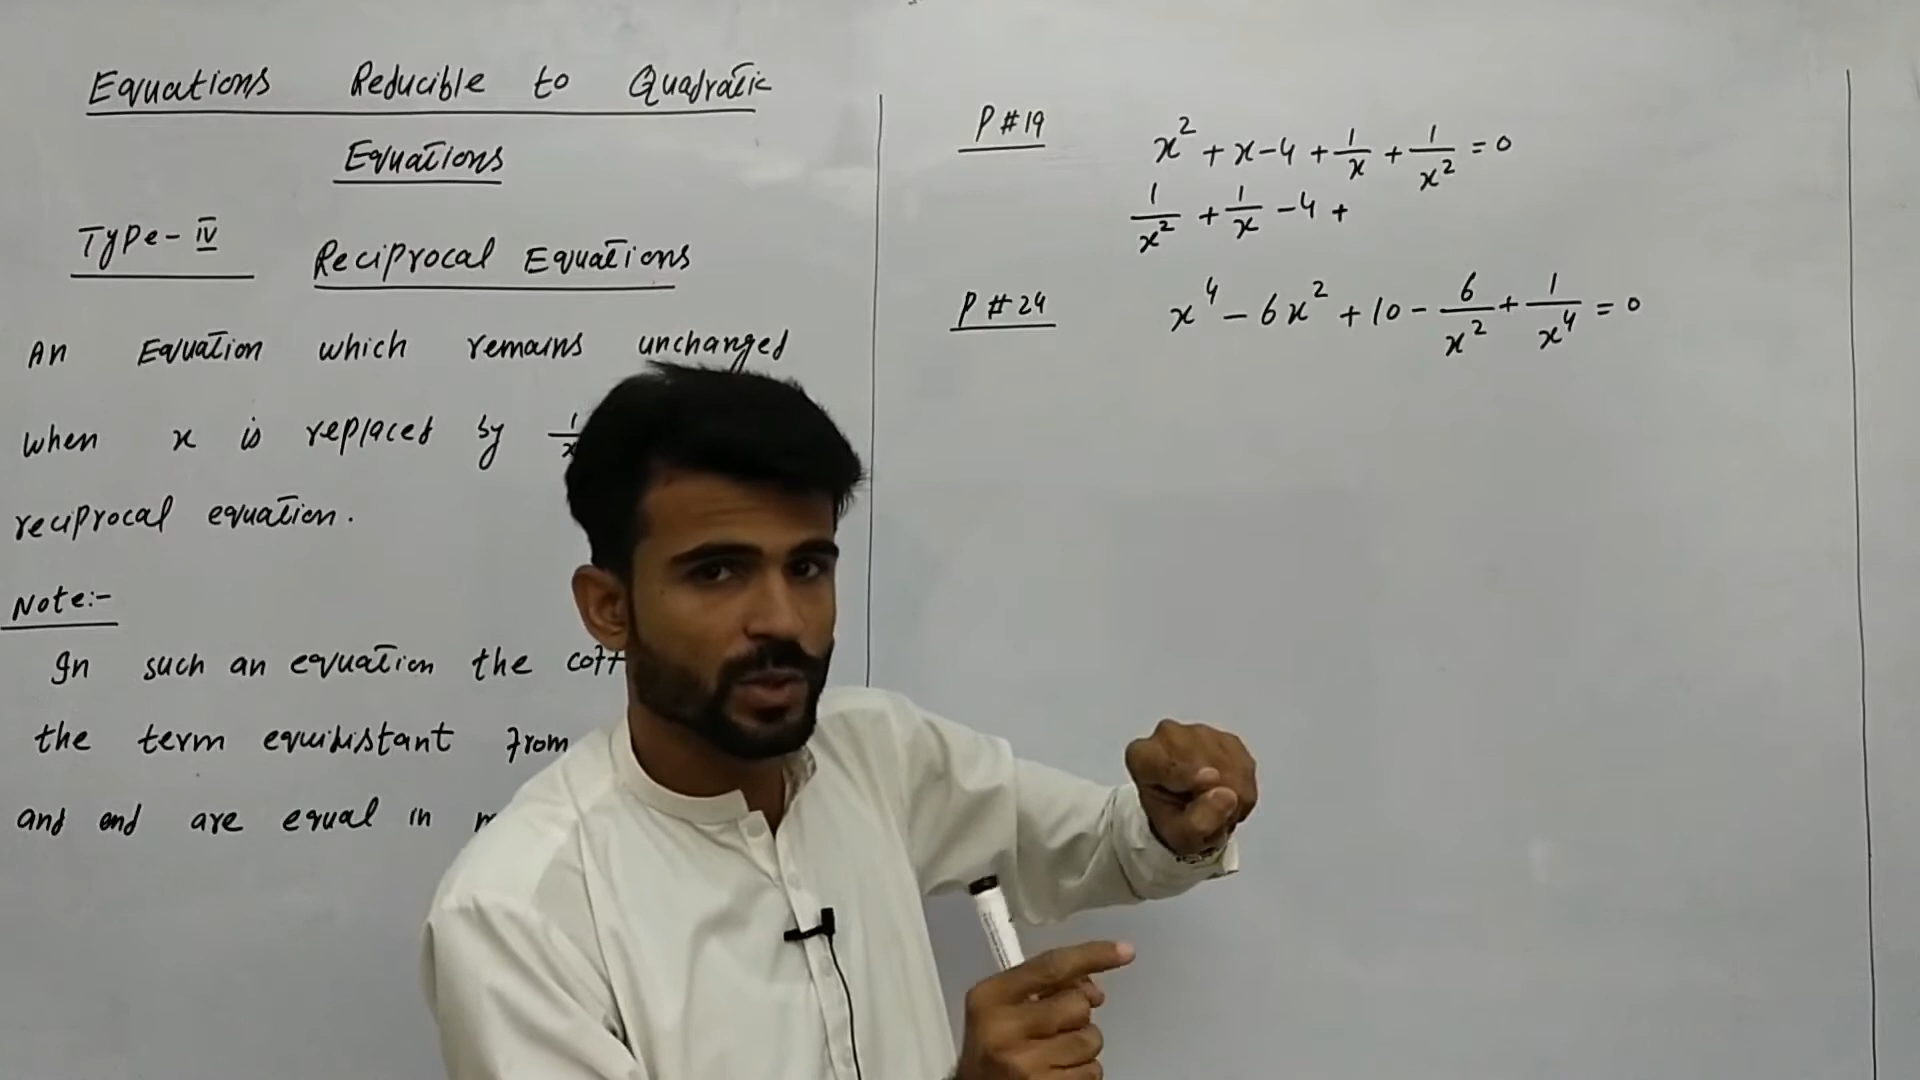 Equations Reducible to Quadratic
Equations
Type-IV Reciprocal Equations
An Equation which remains unchanged
when x is replaced by 1/x
reciprocal equation.
Note:-
In such an equation the coff
the term equidistant from
and end are equal in
P#19 x² + x - 4 + 1/x + 1/x² = 0
1/x² + 1/x - 4 +
P#24 x⁴ - 6x² + 10 - 6/x² + 1/x⁴ = 0